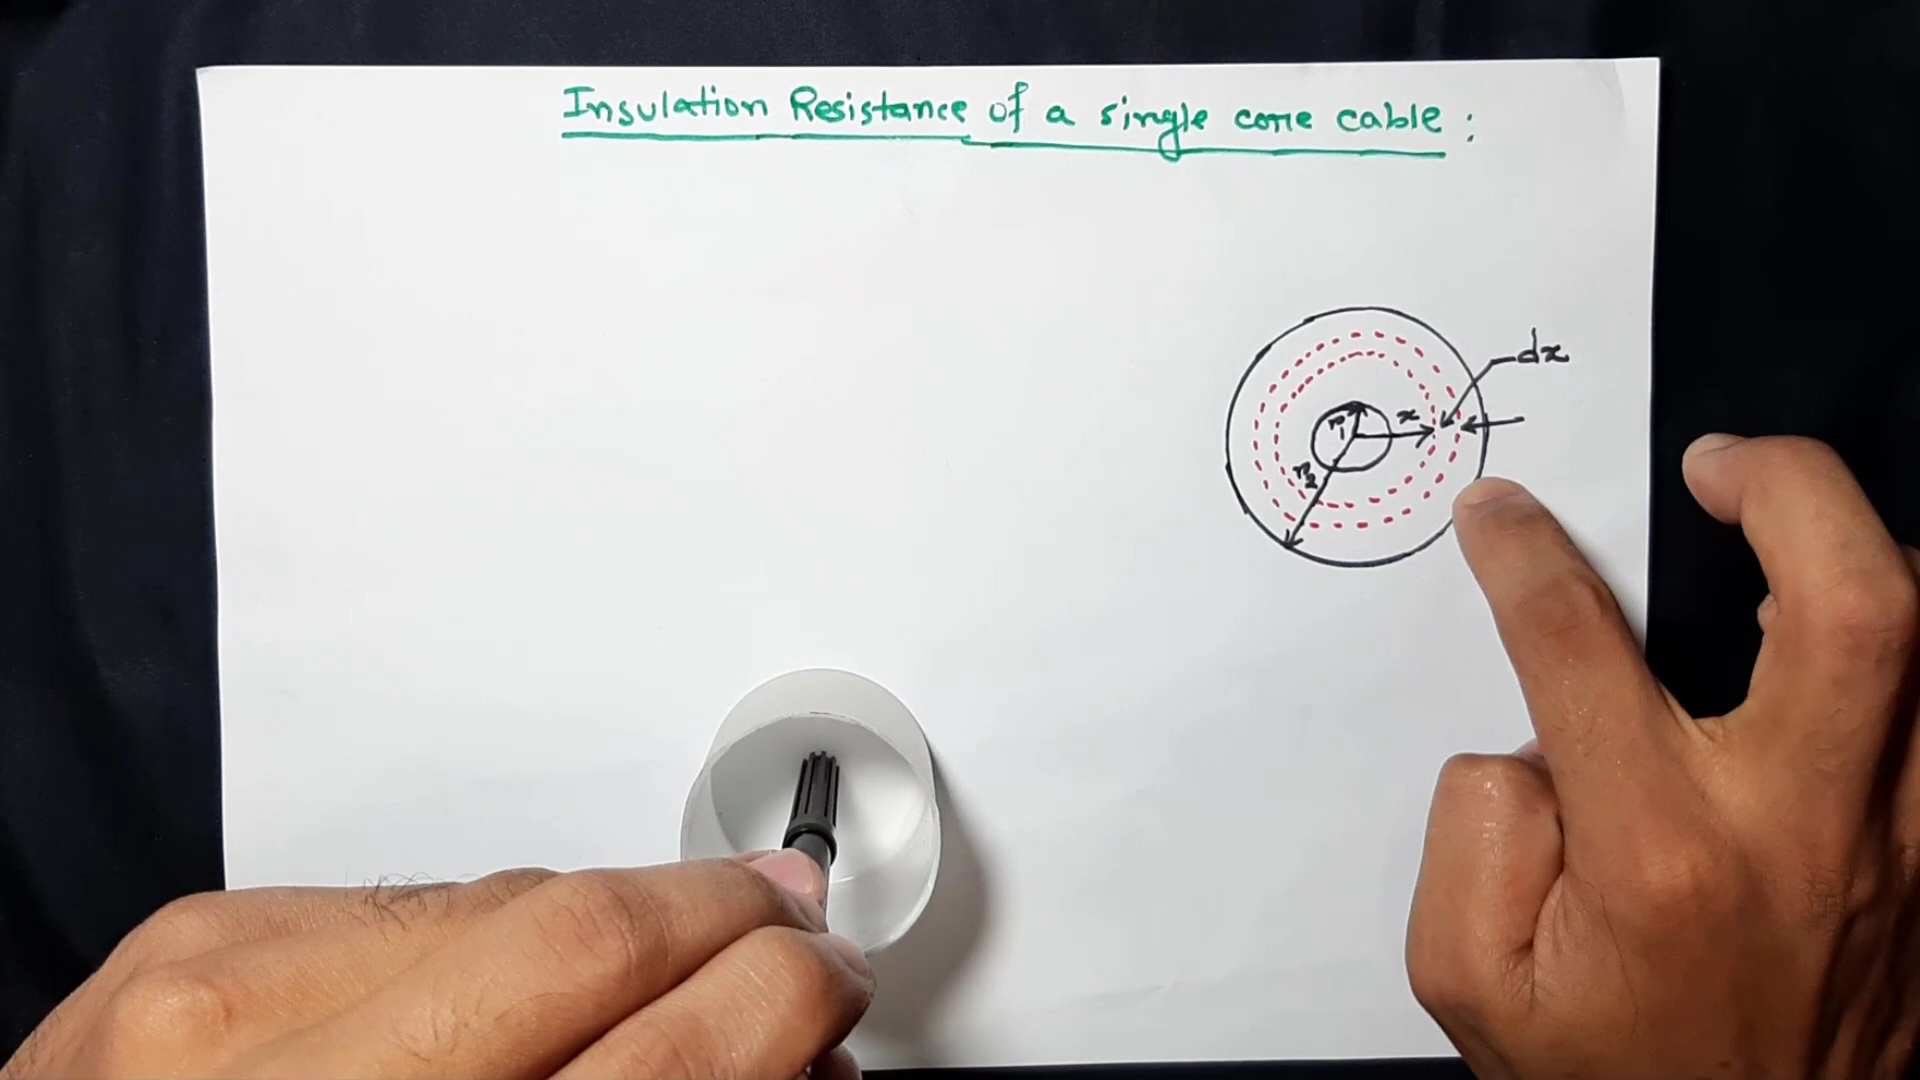 Insulation Resistance of a single core cable :
dx
r₁ x
r₂